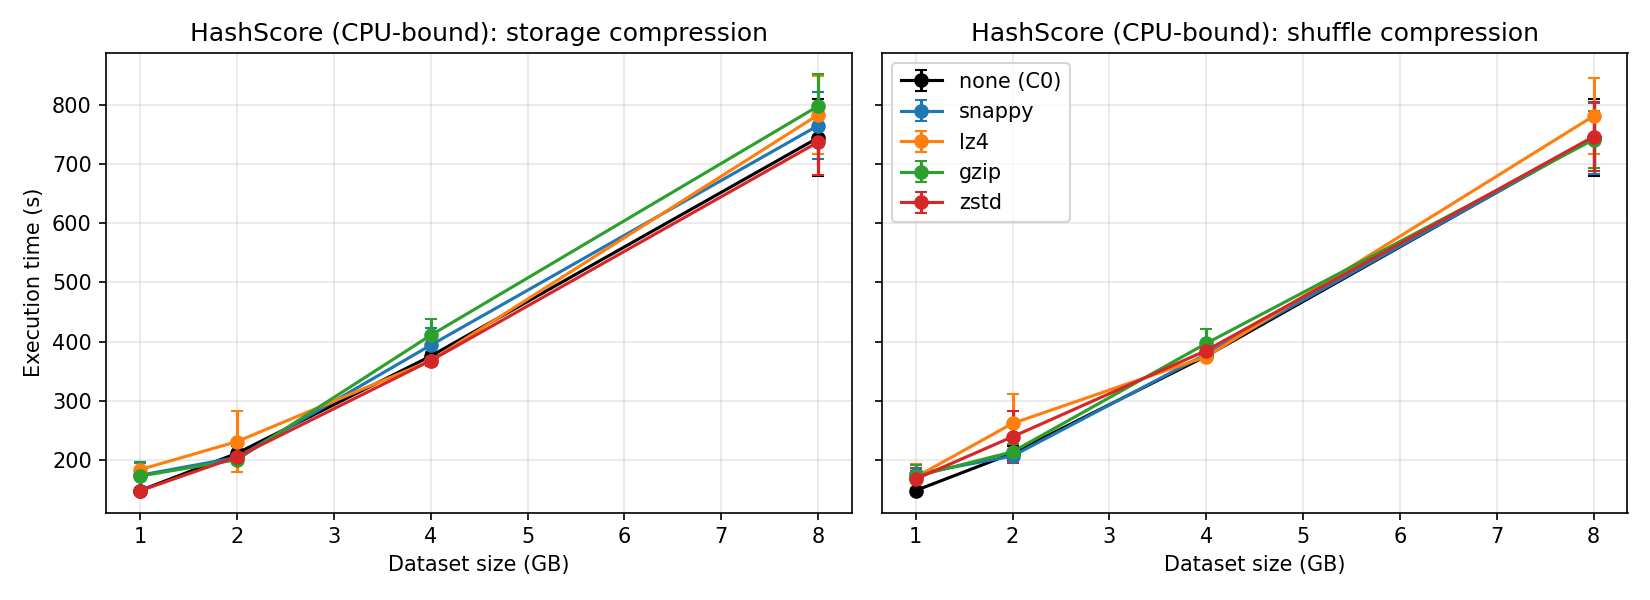 HashScore (CPU-bound): storage compression
HashScore (CPU-bound): shuffle compression
Execution time (s)
800
700
600
500
400
300
200
none (C0)
snappy
lz4
gzip
zstd
1 2 3 4 5 6 7 8
1 2 3 4 5 6 7 8
Dataset size (GB)
Dataset size (GB)